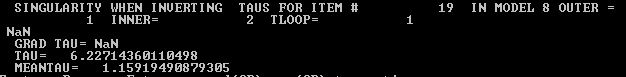 SINGULARITY WHEN INVERTING TAUS FOR ITEM # 19 IN MODEL 8 OUTER =
1 INNER= 2 TLOOP= 1
NaN
GRAD TAU= NaN
TAU= 6.22714360110498
MEANTAU= 1.15919490879305